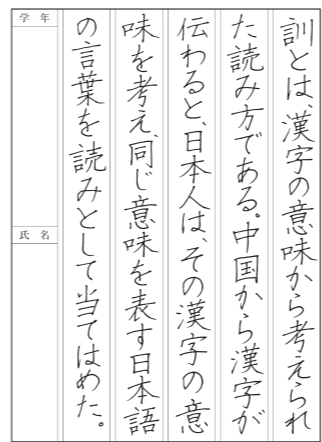 訓とは、漢字の意味から考えられ
た読み方である。中国から漢字が
伝わると、日本人は、その漢字の意
味を考え、同じ意味を表す日本語
の言葉を読みとして当てはめた。
学年
氏名